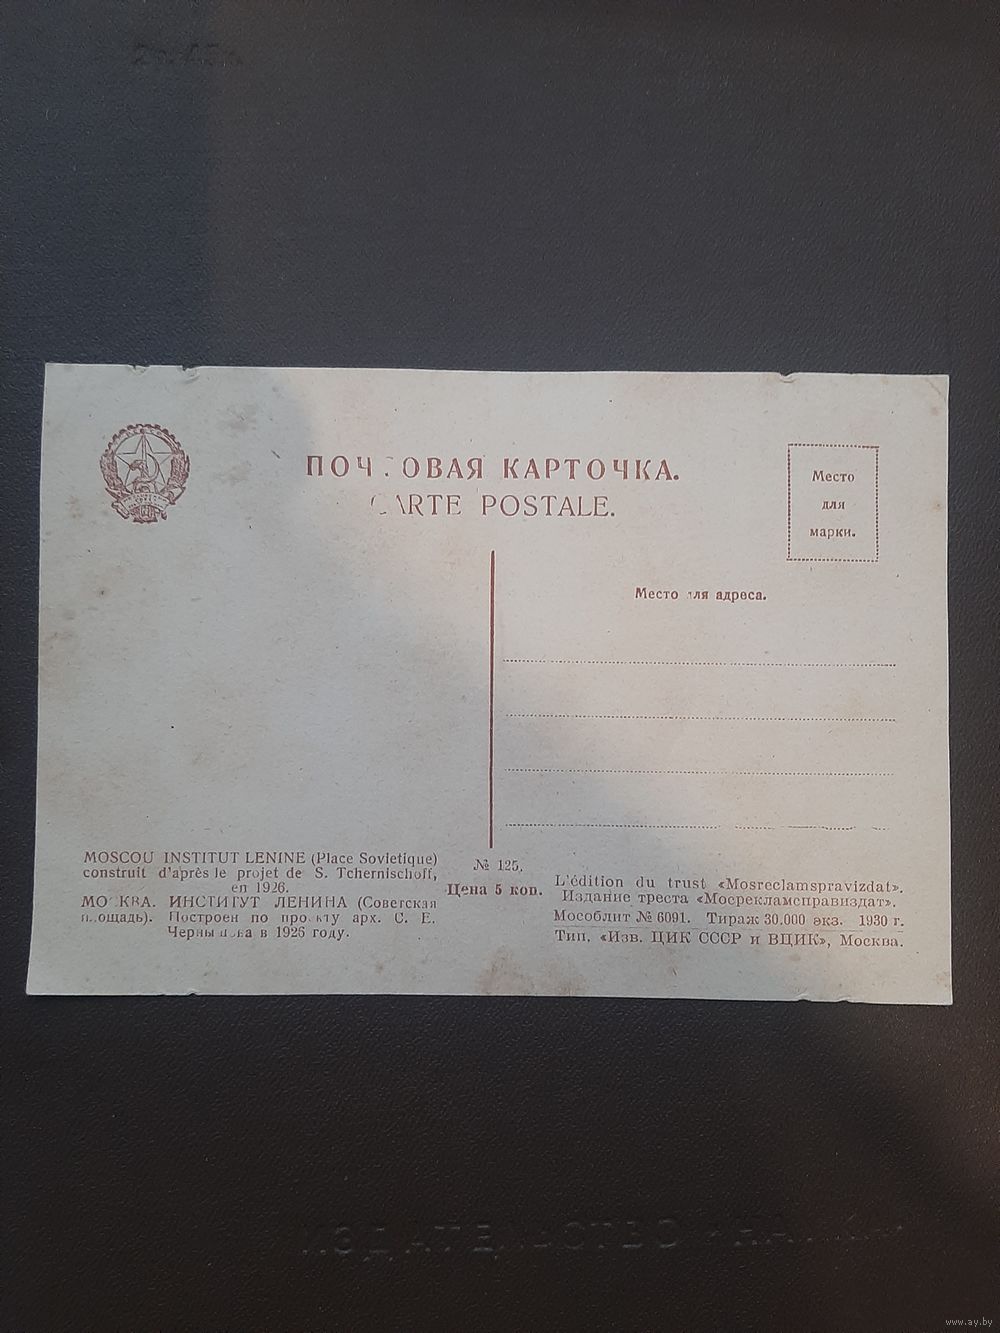 ПОЧТОВАЯ КАРТОЧКА.
CARTE POSTALE.
Место
для
марки.
Место для адреса.
MOSCOU INSTITUT LENINE (Place Sovietique)
construit d'après le projet de S. Tchernischoff,
en 1926.
МОСКВА. ИНСТИТУТ ЛЕНИНА (Советская
площадь). Построен по проекту арх. С. Е.
Чернышева в 1926 году.
№ 125.
Цена 5 коп.
L'édition du trust «Mosreclamspravizdat».
Издание треста «Мосрекламсправиздат».
Мособлит № 6091. Тираж 30.000 экз. 1930 г.
Тип. «Изв. ЦИК СССР и ВЦИК», Москва.
www.ay.by